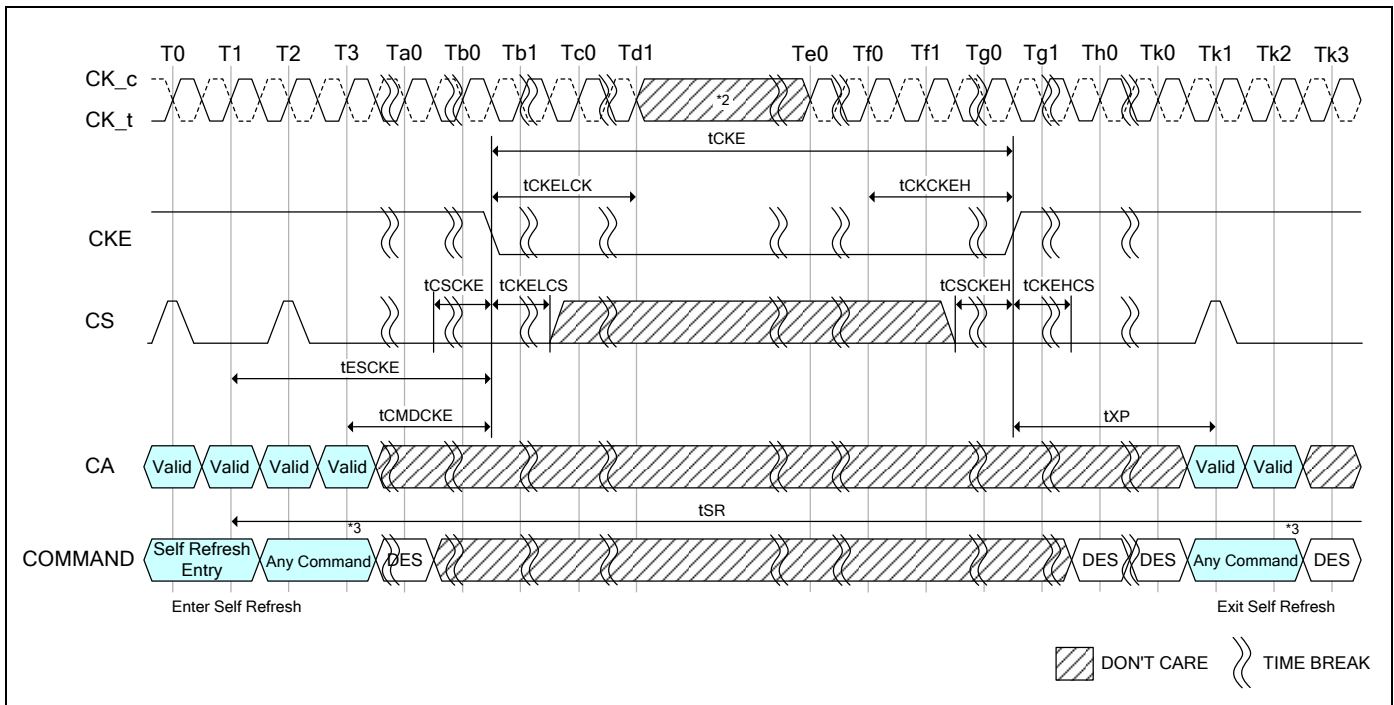 T0 T1 T2 T3 Ta0 Tb0 Tb1 Tc0 Td1 Te0 Tf0 Tf1 Tg0 Tg1 Th0 Tk0 Tk1 Tk2 Tk3
CK_c
*2
CK_t
tCKE
tCKELCK tCKCKEH
CKE
tCSCKE tCKELCS tCSCKEH tCKEHCS
CS
tESCKE
tCMDCKE tXP
CA Valid Valid Valid Valid Valid Valid
tSR
*3 *3
COMMAND Self Refresh Entry Any Command DES DES DES Any Command DES
Enter Self Refresh Exit Self Refresh
DON'T CARE TIME BREAK